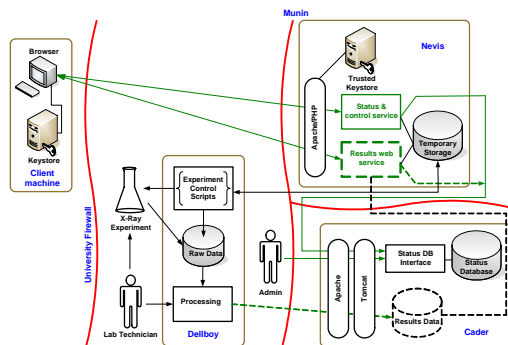 Munin
Browser
Keystore
Client
machine
University Firewall
Nevis
Trusted
Keystore
Apache/PHP
Status &
control service
Results web
service
Temporary
Storage
Experiment
Control
Scripts
X-Ray
Experiment
Raw Data
Processing
Lab Technician
Dellboy
Admin
Apache
Tomcat
Status DB
Interface
Status
Database
Results Data
Cader